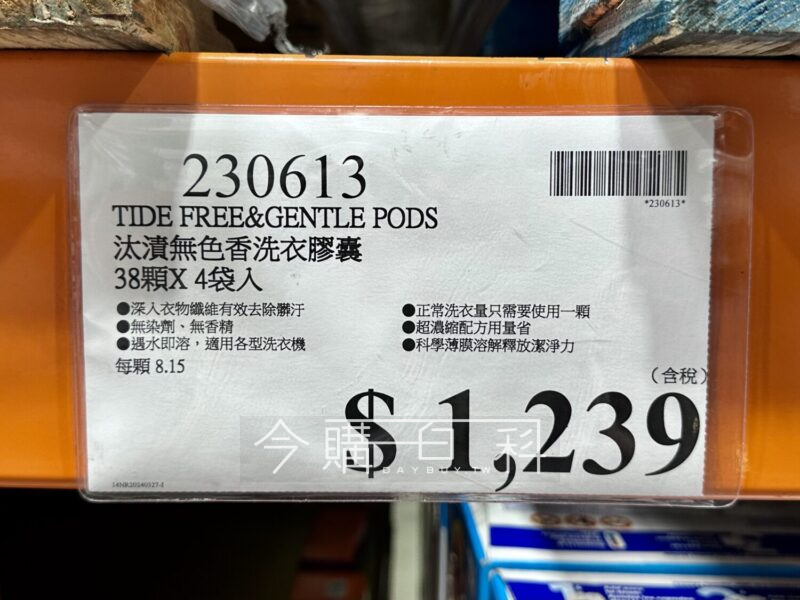 230613
*230613*
TIDE FREE&GENTLE PODS
汰漬無色香洗衣膠囊
38顆X 4袋入
●深入衣物纖維有效去除髒汙
●無染劑、無香精
●遇水即溶，適用各型洗衣機
●正常洗衣量只需要使用一顆
●超濃縮配方用量省
●科學薄膜溶解釋放潔淨力
每顆 8.15
（含稅）
$ 1,239
今購百科
DAYBUY.TW